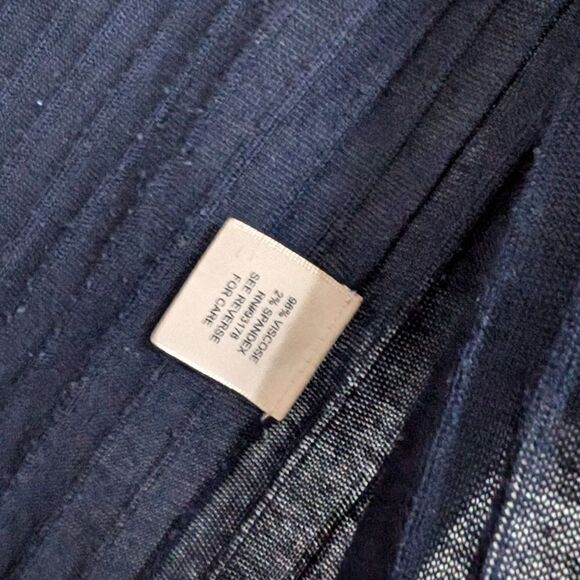 98% VISCOSE
2% SPANDEX
RN#93178
SEE REVERSE
FOR CARE